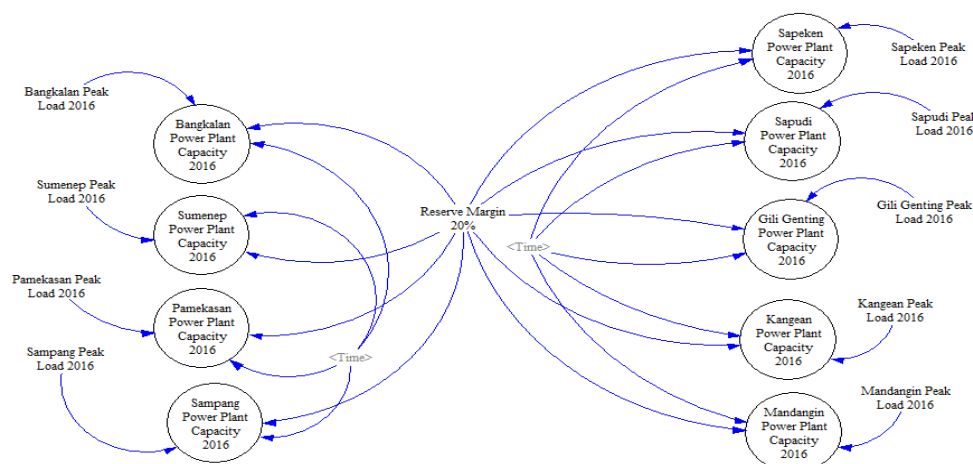 Bangkalan Peak
Load 2016
Bangkalan
Power Plant
Capacity
2016
Sumenep Peak
Load 2016
Sumenep
Power Plant
Capacity
2016
Pamekasan Peak
Load 2016
Pamekasan
Power Plant
Capacity
2016
Sampang Peak
Load 2016
Sampang
Power Plant
Capacity
2016
<Time>
Reserve Margin
20%
<Time>
Sapeken
Power Plant
Capacity
2016
Sapeken Peak
Load 2016
Sapudi
Power Plant
Capacity
2016
Sapudi Peal
Load 2016
Gili Genting
Power Plant
Capacity
2016
Gili Genting Peak
Load 2016
Kangean
Power Plant
Capacity
2016
Kangean Peak
Load 2016
Mandangin
Power Plant
Capacity
2016
Mandangin Peak
Load 2016